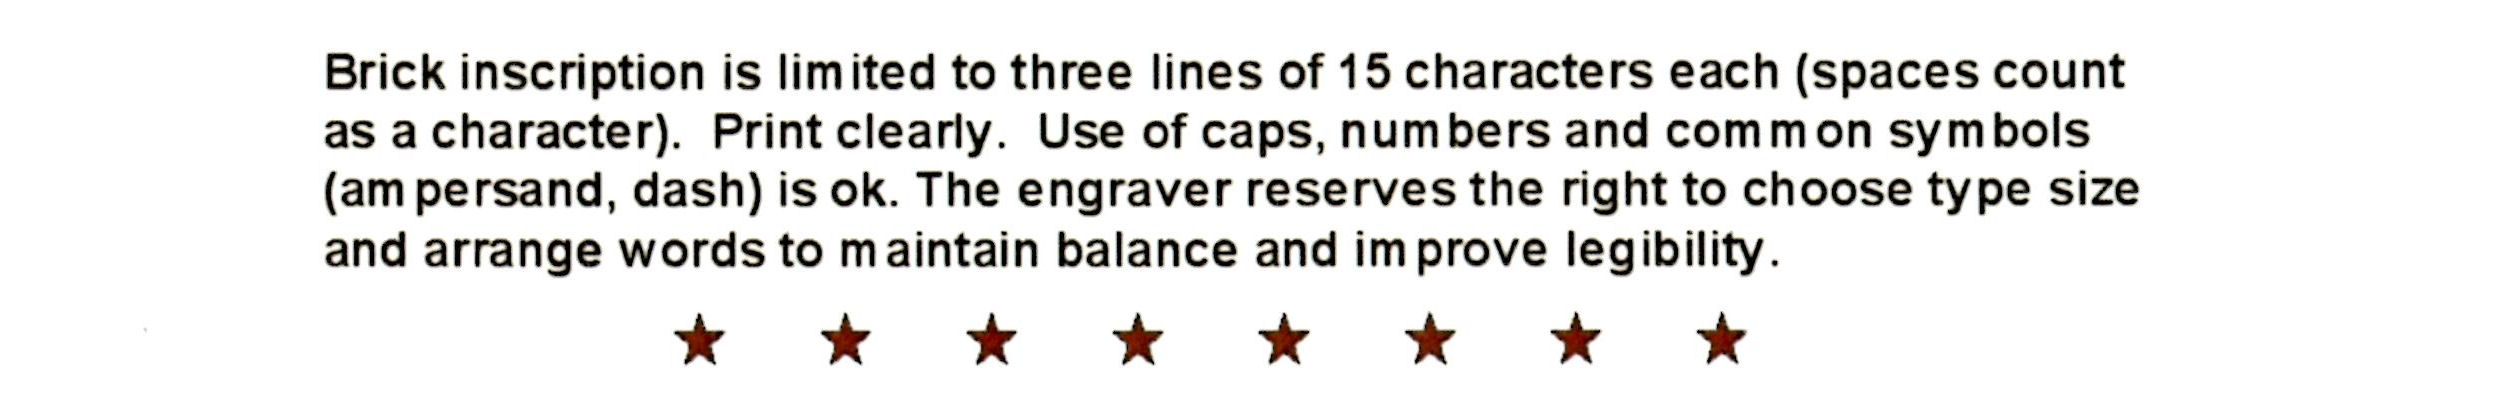 Brick inscription is limited to three lines of 15 characters each (spaces count
as a character).  Print clearly.  Use of caps, numbers and common symbols
(ampersand, dash) is ok. The engraver reserves the right to choose type size
and arrange words to maintain balance and improve legibility.